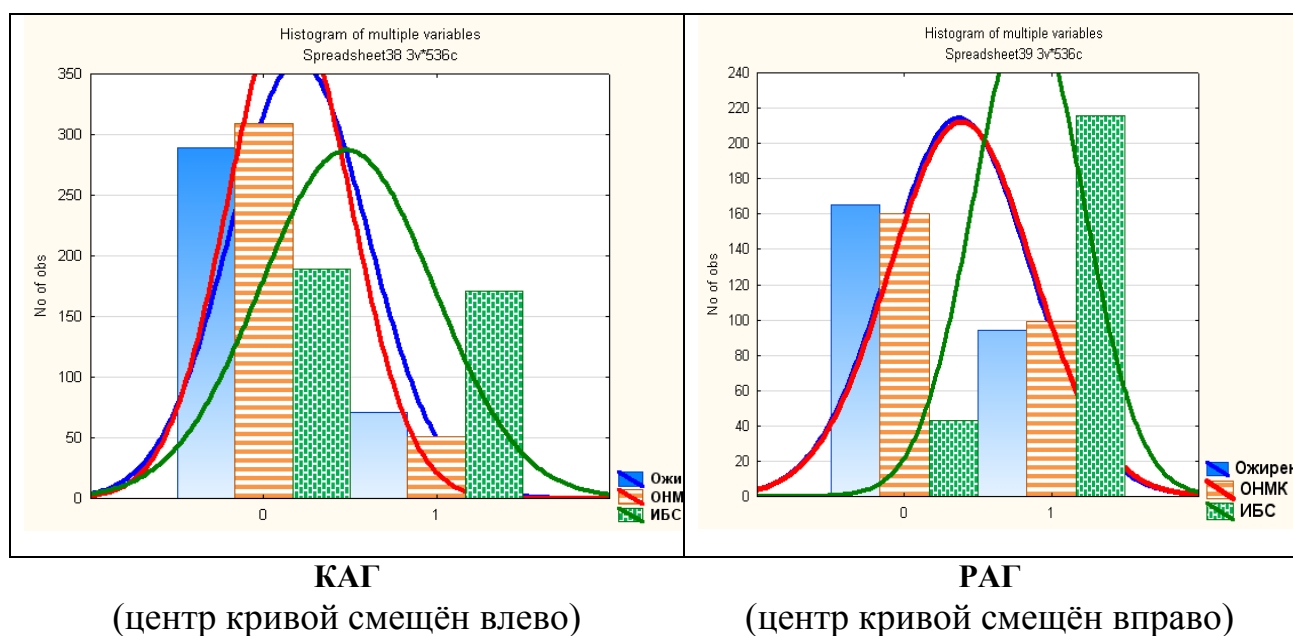 Histogram of multiple variables
Spreadsheet38 3v*536c
350
300
250
200
150
100
50
0
No of obs
0
1
Ожи
ОНМ
ИБС
Histogram of multiple variables
Spreadsheet39 3v*536c
240
220
200
180
160
140
120
100
80
60
40
20
0
No of obs
0
1
Ожирен
ОНМК
ИБС
КАГ
(центр кривой смещён влево)
РАГ
(центр кривой смещён вправо)